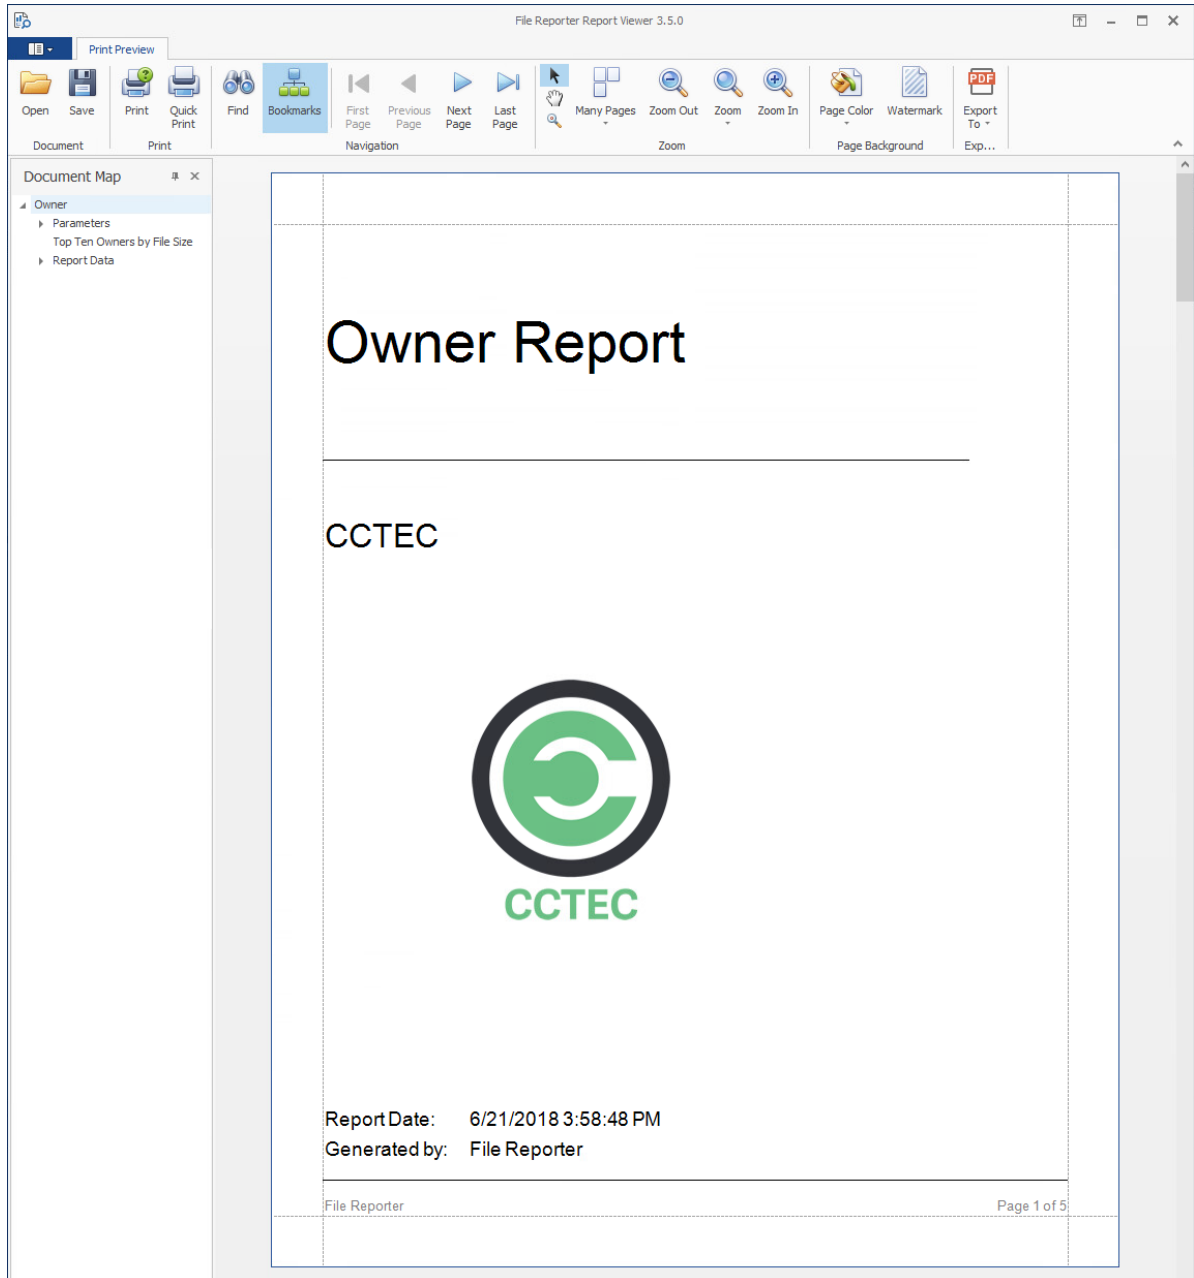 File Reporter Report Viewer 3.5.0
Print Preview
Open
Save
Print
Quick
Print
Find
Bookmarks
First
Page
Previous
Page
Next
Page
Last
Page
Many Pages
Zoom Out
Zoom
Zoom In
Page Color
Watermark
PDF
Export
To
Document
Print
Navigation
Zoom
Page Background
Exp...
Document Map
Owner
Parameters
Top Ten Owners by File Size
Report Data
Owner Report
CCTEC
CCTEC
Report Date: 6/21/2018 3:58:48 PM
Generated by: File Reporter
File Reporter Page 1 of 5